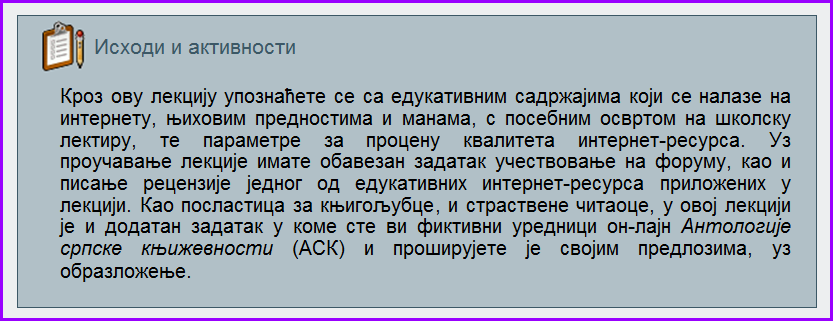 Исходи и активности
Кроз ову лекцију упознаћете се са едукативним садржајима који се налазе на
интернету, њиховим предностима и манама, с посебним освртом на школску
лектиру, те параметре за процену квалитета интернет-ресурса. Уз
проучавање лекције имате обавезан задатак учествовање на форуму, као и
писање рецензије једног од едукативних интернет-ресурса приложених у
лекцији. Као посластица за књигољубце, и страствене читаоце, у овој лекцији
је и додатан задатак у коме сте ви фиктивни уредници он-лајн Антологије
српске књижевности (АСК) и проширујете је својим предлозима, уз
образложење.